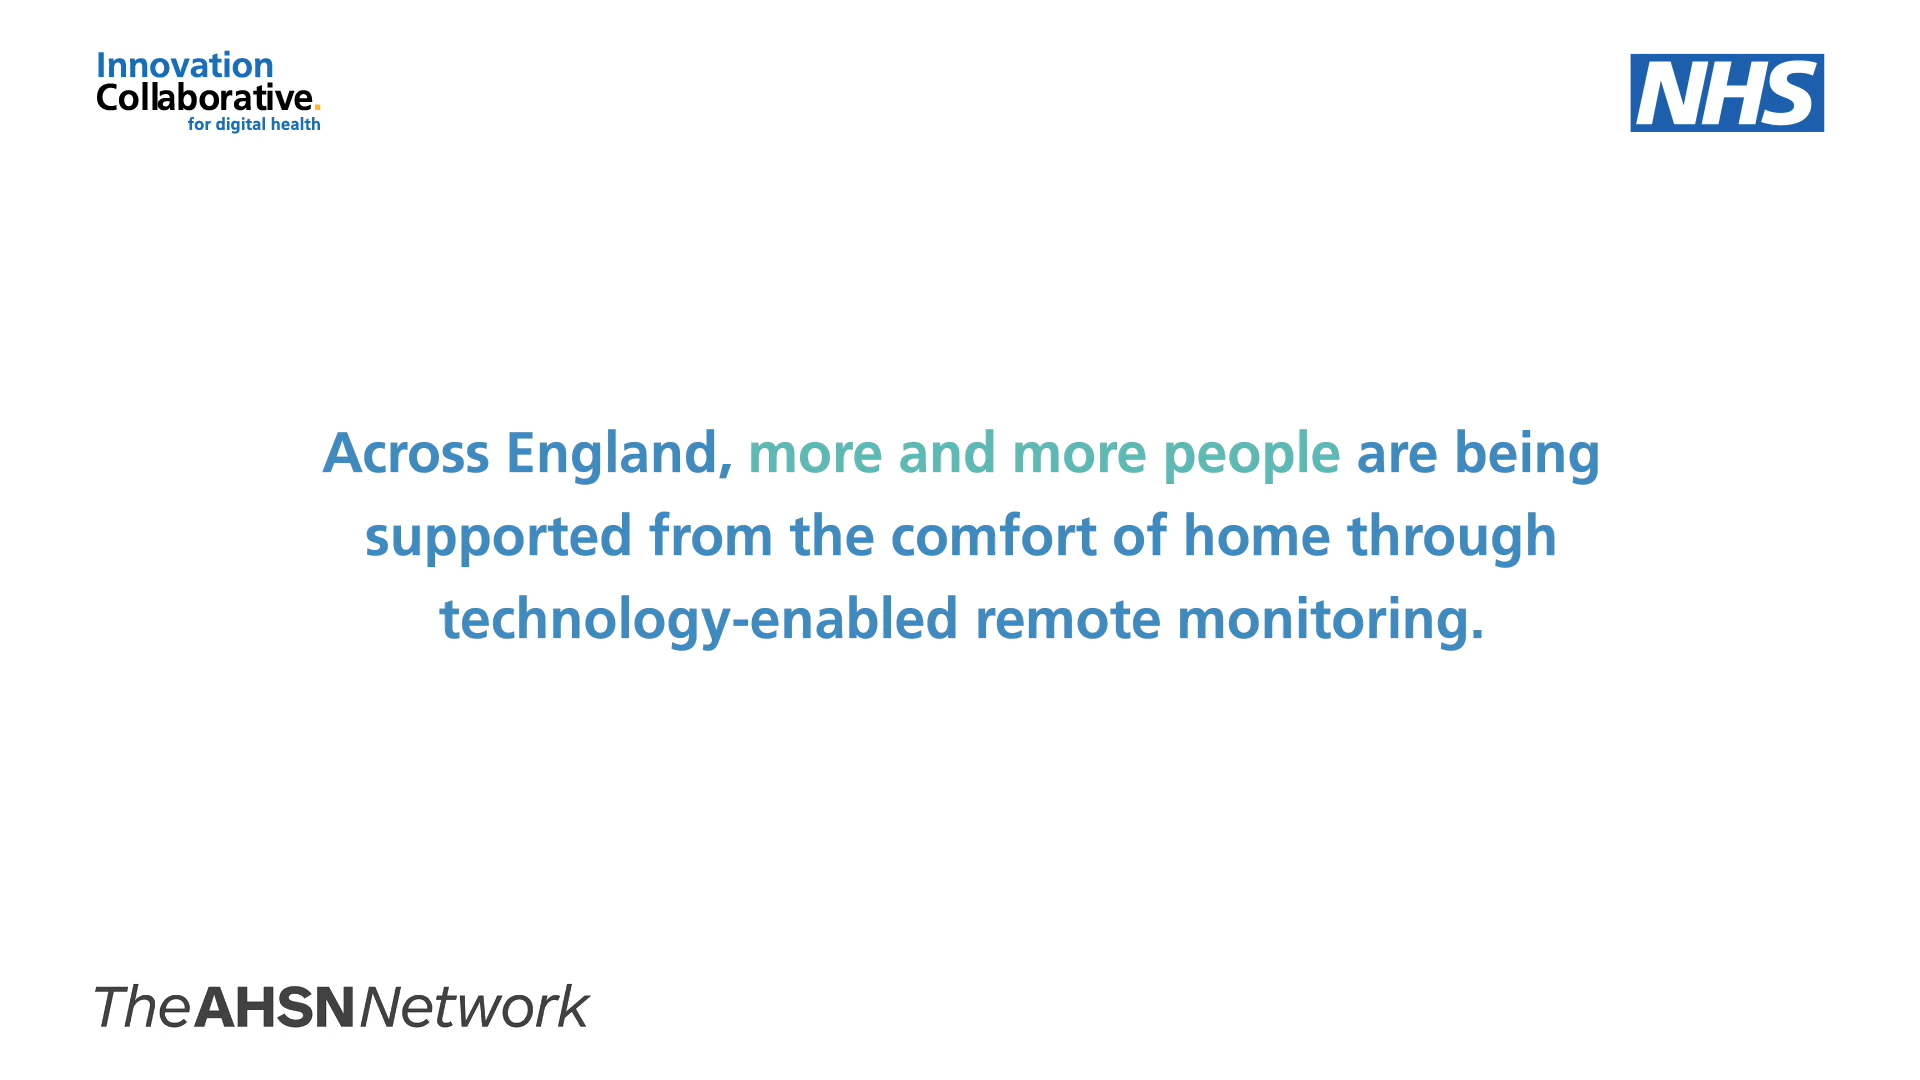 Innovation
Collaborative.
for digital health
NHS
Across England, more and more people are being
supported from the comfort of home through
technology-enabled remote monitoring.
TheAHSNNetwork